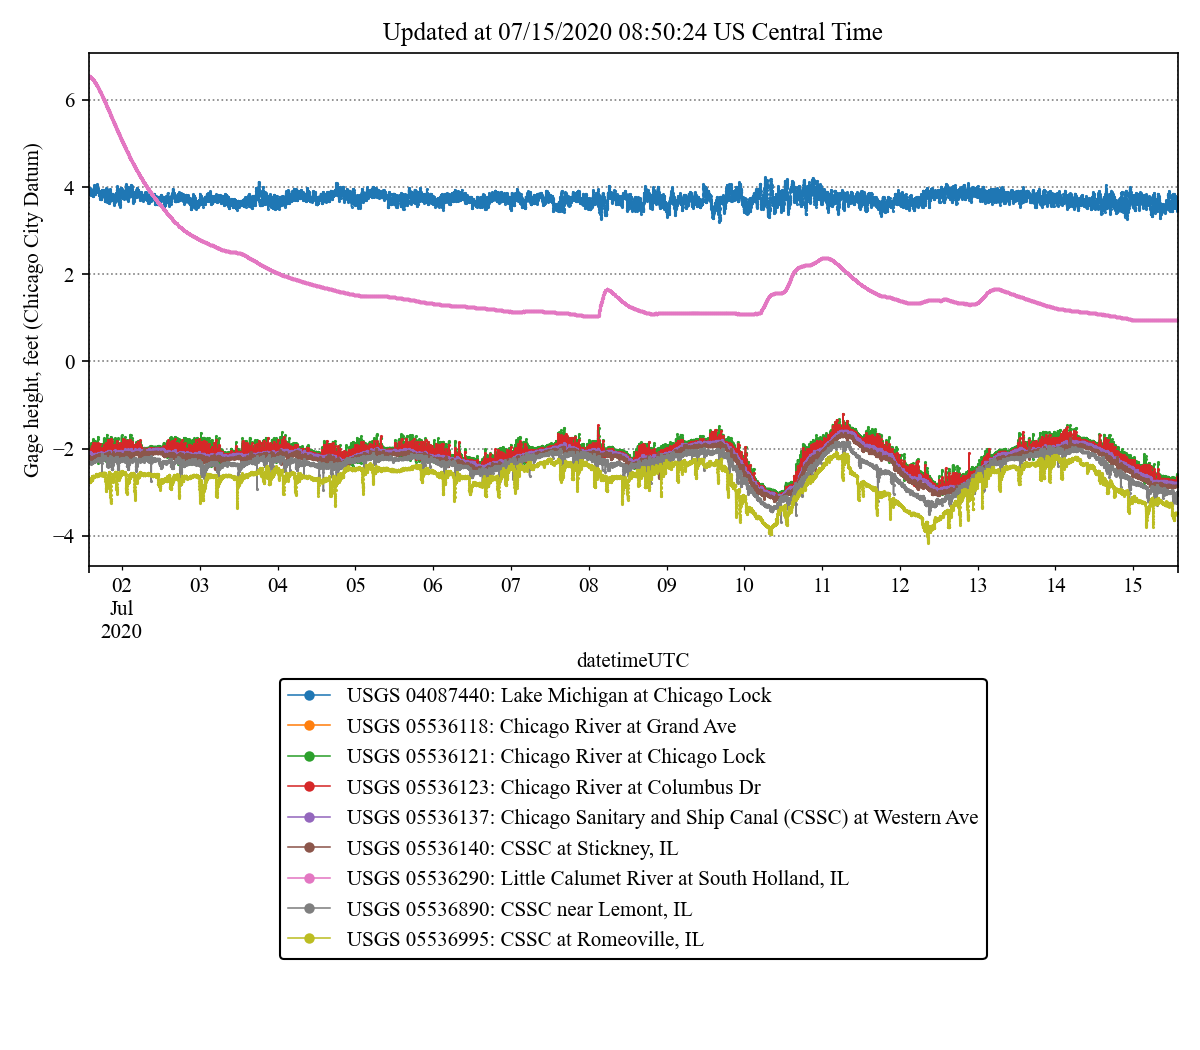 Updated at 07/15/2020 08:50:24 US Central Time
Gage height, feet (Chicago City Datum)
6
4
2
0
−2
−4
02 03 04 05 06 07 08 09 10 11 12 13 14 15
Jul
2020
datetimeUTC
USGS 04087440: Lake Michigan at Chicago Lock
USGS 05536118: Chicago River at Grand Ave
USGS 05536121: Chicago River at Chicago Lock
USGS 05536123: Chicago River at Columbus Dr
USGS 05536137: Chicago Sanitary and Ship Canal (CSSC) at Western Ave
USGS 05536140: CSSC at Stickney, IL
USGS 05536290: Little Calumet River at South Holland, IL
USGS 05536890: CSSC near Lemont, IL
USGS 05536995: CSSC at Romeoville, IL